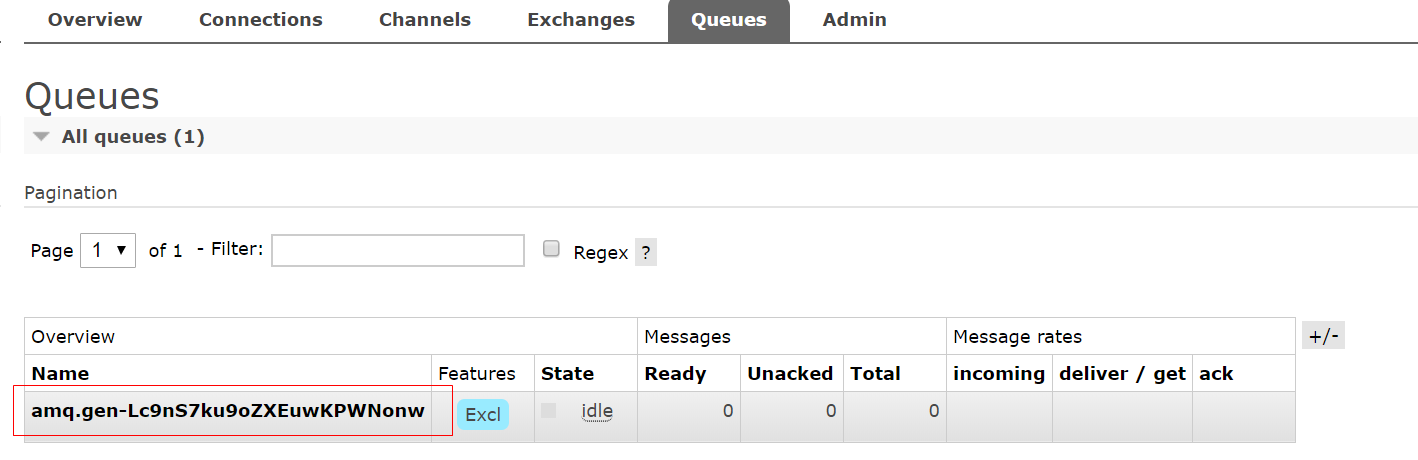 Overview Connections Channels Exchanges Queues Admin
Queues
All queues (1)
Pagination
Page 1 of 1 - Filter: Regex ?
Overview Messages Message rates +/-
Name Features State Ready Unacked Total incoming deliver / get ack
amq.gen-Lc9nS7ku9oZXEuwKPWNonw Excl idle 0 0 0